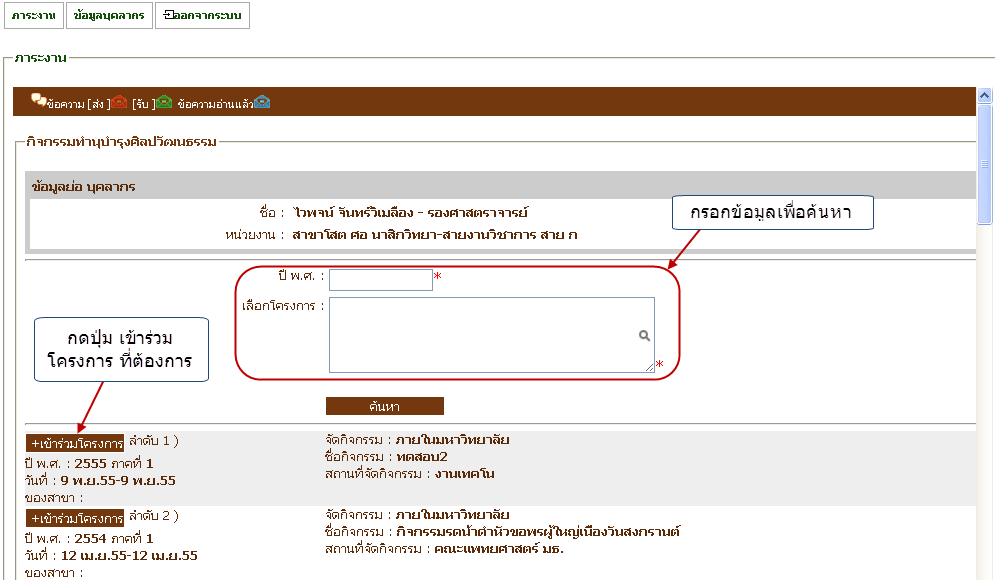 ภาระงาน ข้อมูลบุคลากร ออกจากระบบ
ภาระงาน
ข้อความ [ส่ง ] [รับ ] ข้อความอ่านแล้ว
กิจกรรมทำนุบำรุงศิลปวัฒนธรรม
ข้อมูลย่อ บุคลากร
ชื่อ : ไวพจน์ จันทร์วิเมลือง - รองศาสตราจารย์
หน่วยงาน : สาขาโสต ศอ นาสิกวิทยา-สายงานวิชาการ สาย ก
กรอกข้อมูลเพื่อค้นหา
ปี พ.ศ. : *
เลือกโครงการ : *
กดปุ่ม เข้าร่วม
โครงการ ที่ต้องการ
ค้นหา
+เข้าร่วมโครงการ ลำดับ 1 ) จัดกิจกรรม : ภายในมหาวิทยาลัย
ปี พ.ศ. : 2555 ภาคที่ 1 ชื่อกิจกรรม : ทดสอบ2
วันที่ : 9 พ.ย.55-9 พ.ย.55 สถานที่จัดกิจกรรม : งานเทคโน
ของสาขา :
+เข้าร่วมโครงการ ลำดับ 2 ) จัดกิจกรรม : ภายในมหาวิทยาลัย
ปี พ.ศ. : 2554 ภาคที่ 1 ชื่อกิจกรรม : กิจกรรมรดน้ำดำหัวขอพรผู้ใหญ่เนื่องวันสงกรานต์
วันที่ : 12 เม.ย.55-12 เม.ย.55 สถานที่จัดกิจกรรม : คณะแพทยศาสตร์ มธ.
ของสาขา :